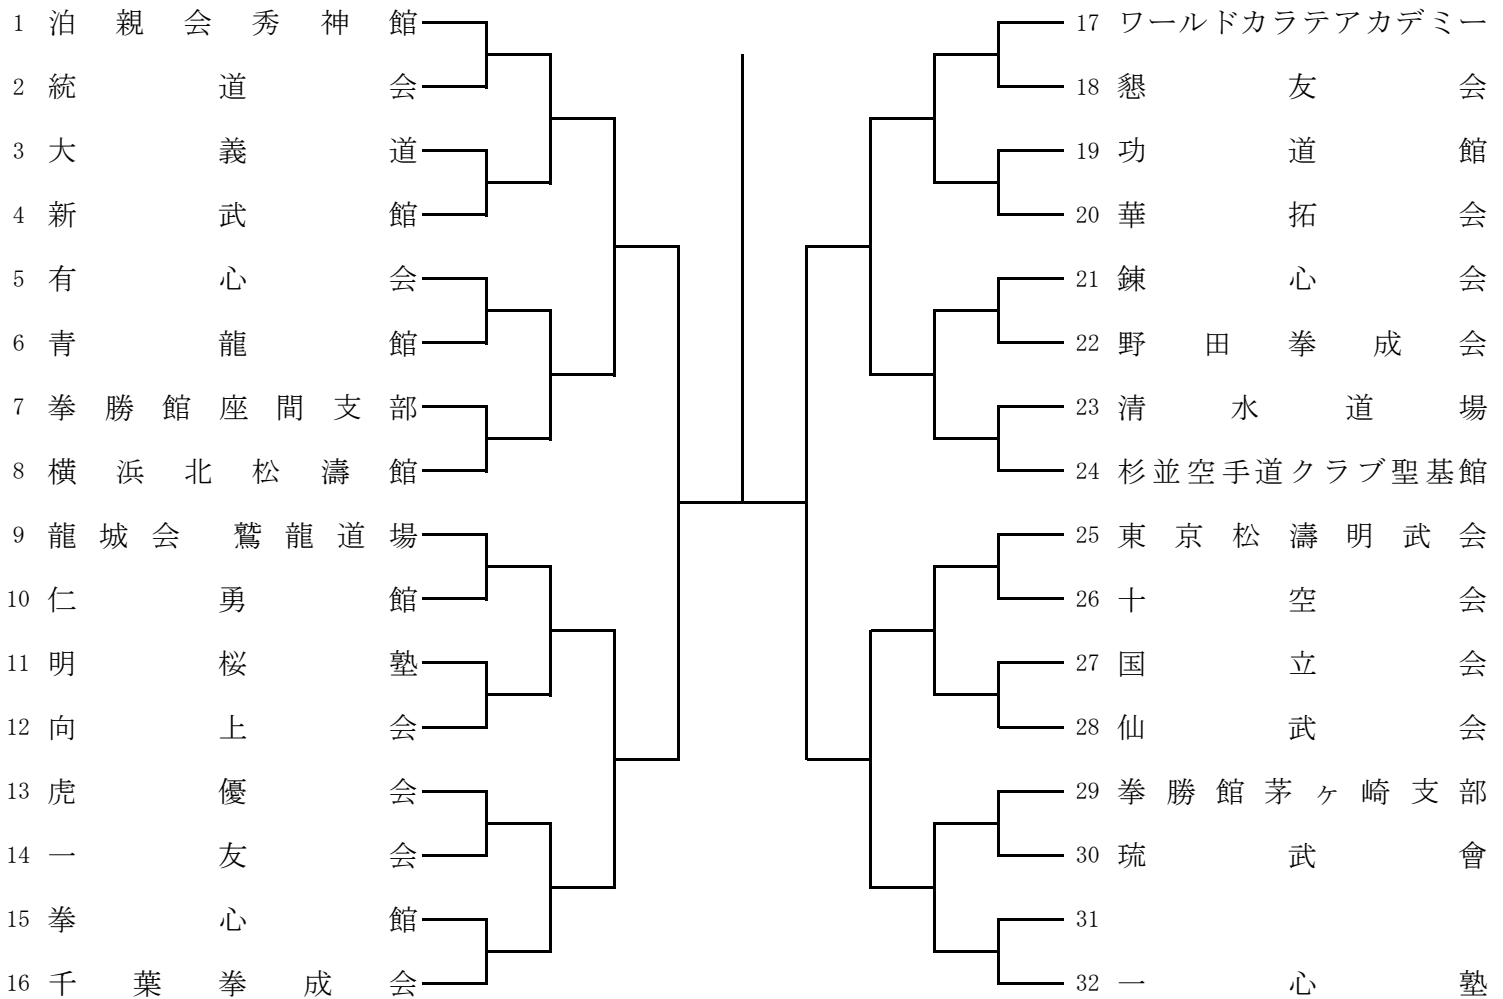 1 泊親会秀神館
2 統道会
3 大義道
4 新武館
5 有心会
6 青龍館
7 拳勝館座間支部
8 横浜北松濤館
9 龍城会 鷲龍道場
10 仁勇館
11 明桜塾
12 向上会
13 虎優会
14 一友会
15 拳心館
16 千葉拳成会
17 ワールドカラテアカデミー
18 懇友会
19 功道館
20 華拓会
21 錬心会
22 野田拳成会
23 清水道場
24 杉並空手道クラブ聖基館
25 東京松濤明武会
26 十空会
27 国立会
28 仙武会
29 拳勝館茅ヶ崎支部
30 琉武會
31
32 一心塾